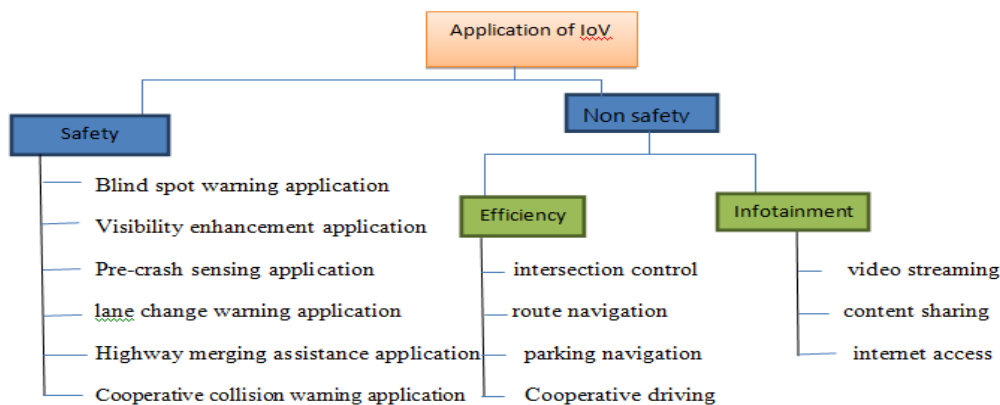 Application of IoV
Safety
Non safety
Blind spot warning application
Visibility enhancement application
Pre-crash sensing application
lane change warning application
Highway merging assistance application
Cooperative collision warning application
Efficiency
intersection control
route navigation
parking navigation
Cooperative driving
Infotainment
video streaming
content sharing
internet access